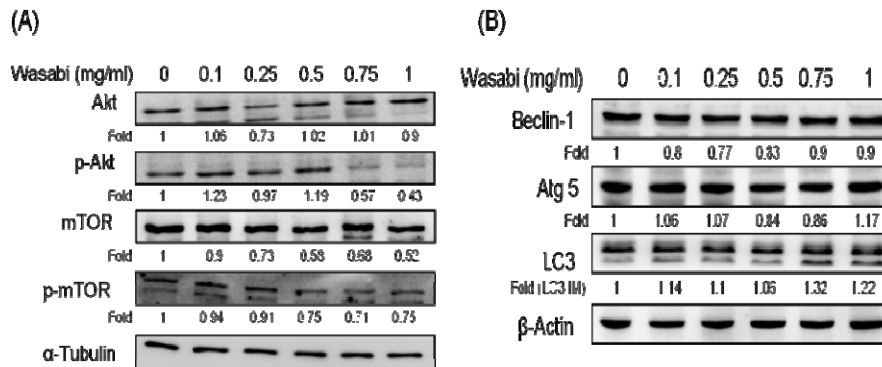 (A)
Wasabi (mg/ml) 0 0.1 0.25 0.5 0.75 1
Akt
Fold 1 1.05 0.73 1.02 1.01 0.9
p-Akt
Fold 1 1.23 0.97 1.19 0.57 0.43
mTOR
Fold 1 0.9 0.73 0.58 0.68 0.52
p-mTOR
Fold 1 0.94 0.91 0.75 0.71 0.75
α-Tubulin
(B)
Wasabi (mg/ml) 0 0.1 0.25 0.5 0.75 1
Beclin-1
Fold 1 0.8 0.77 0.83 0.9 0.9
Atg 5
Fold 1 1.06 1.07 0.84 0.86 1.17
LC3
Fold 1 1.14 1.1 1.06 1.32 1.22
β-Actin